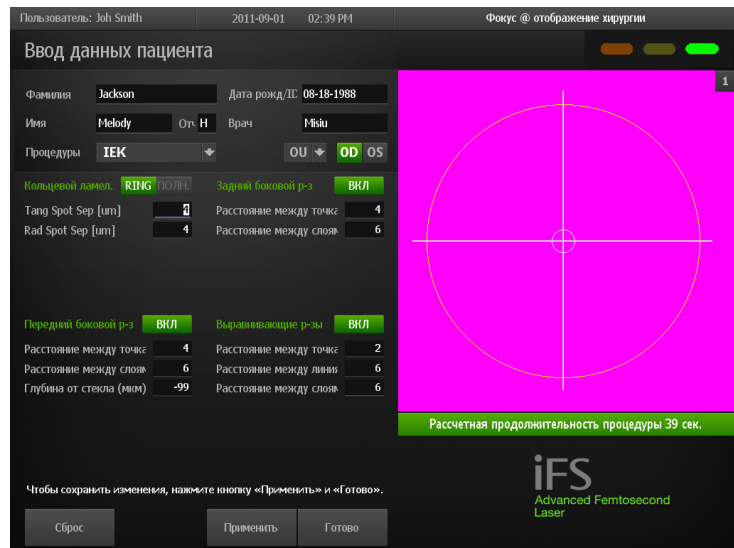 Пользователь: Joh Smith 2011-09-01 02:39 PM Фокус @ отображение хирургии
Ввод данных пациента
1
Фамилия Jackson Дата рожд/ID 08-18-1988
Имя Melody Отч H Врач Misiu
Процедуры IEK OU OD OS
Кольцевой ламел. RING ПОЛН. Задний боковой р-з ВКЛ
Tang Spot Sep [um] 4 Расстояние между точка 4
Rad Spot Sep [um] 4 Расстояние между слоям 6
Передний боковой р-з ВКЛ Выравнивающие р-зы ВКЛ
Расстояние между точка 4 Расстояние между точка 2
Расстояние между слоям 6 Расстояние между линия 6
Глубина от стекла (мкм) -99 Расстояние между слоям 6
Рассчетная продолжительность процедуры 39 сек.
Чтобы сохранить изменения, нажмите кнопку «Применить» и «Готово».
iFS
Advanced Femtosecond
Laser
Сброс Применить Готово